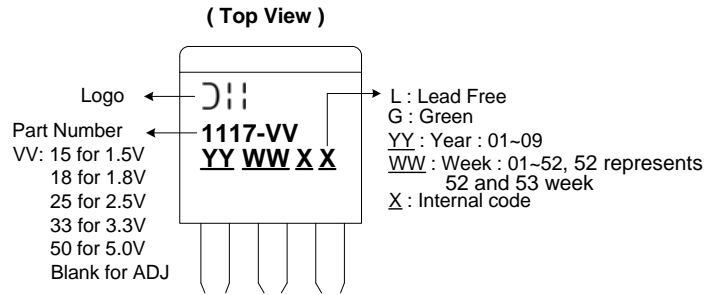 ( Top View )
Logo
Part Number
VV: 15 for 1.5V
18 for 1.8V
25 for 2.5V
33 for 3.3V
50 for 5.0V
Blank for ADJ
1117-VV
YY WW X X
L : Lead Free
G : Green
YY : Year : 01~09
WW : Week : 01~52, 52 represents
52 and 53 week
X : Internal code